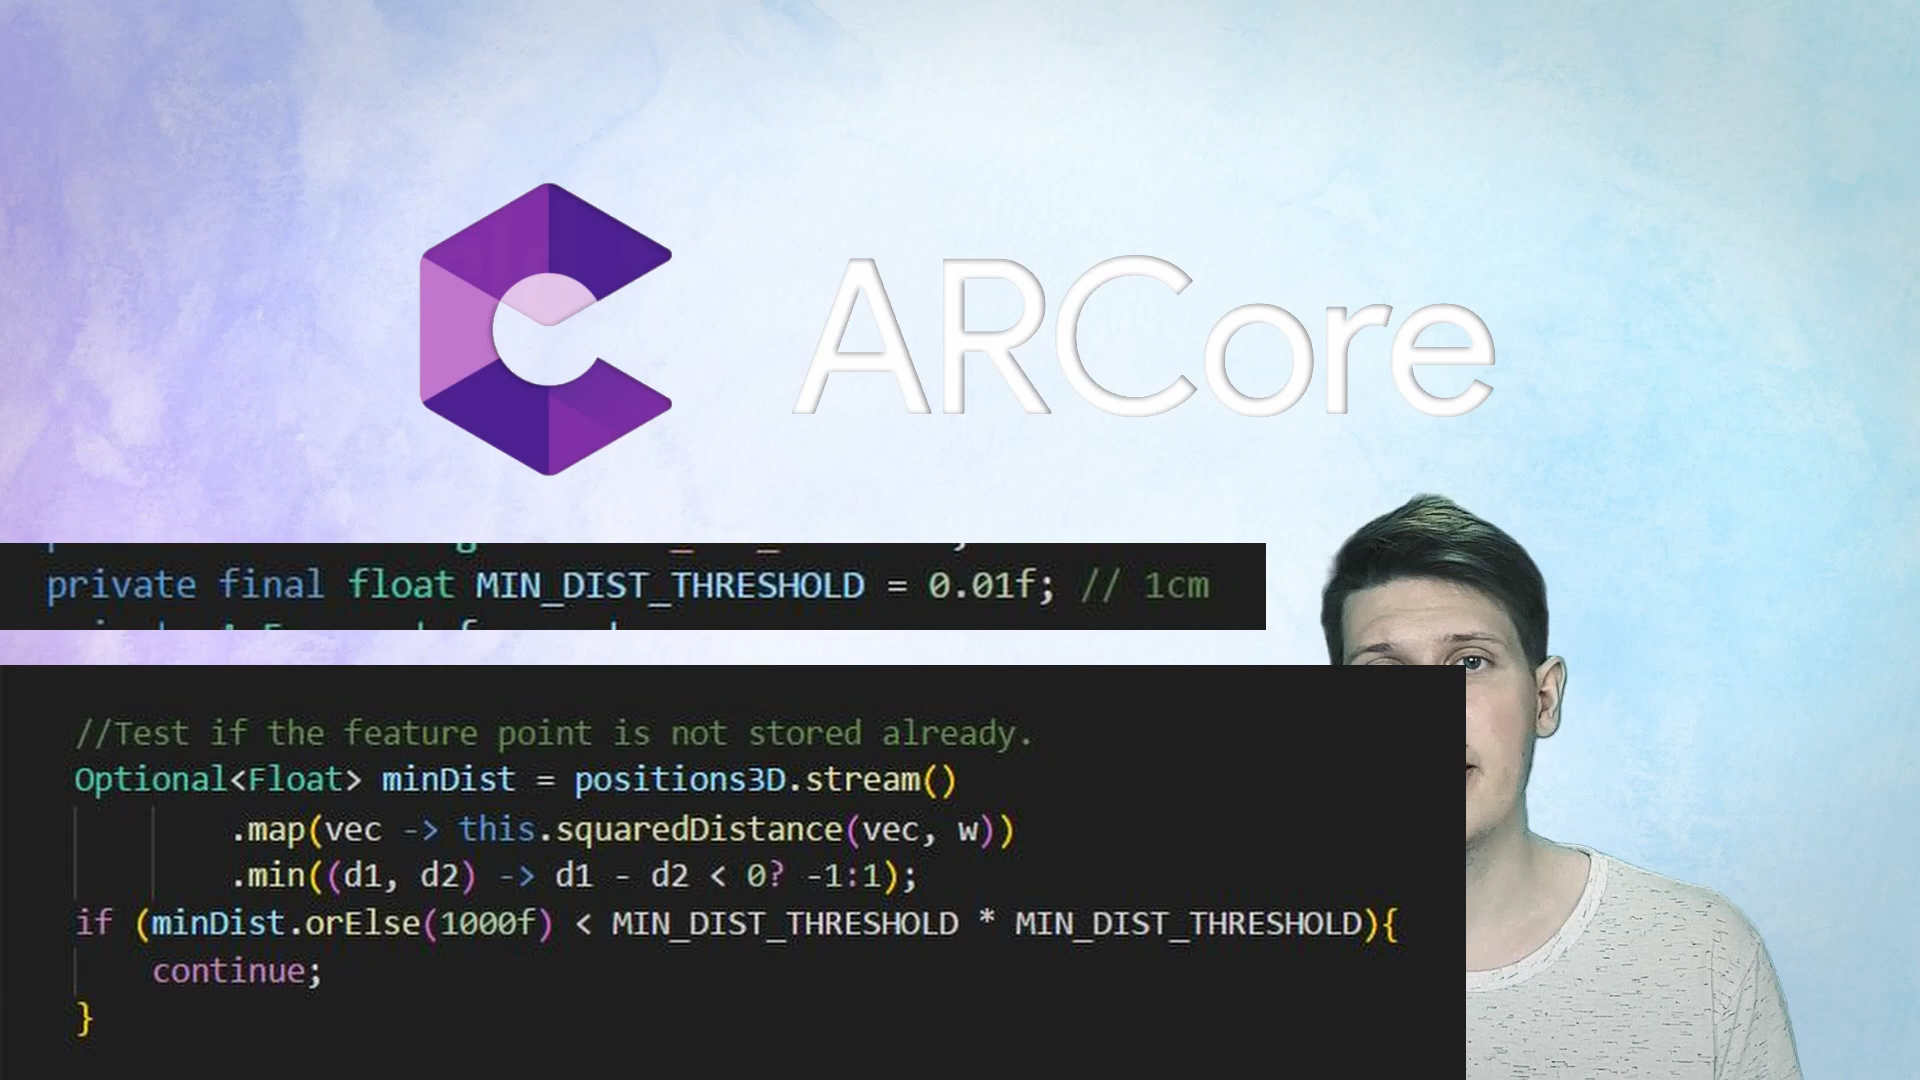 ARCore
private final float MIN_DIST_THRESHOLD = 0.01f; // 1cm
//Test if the feature point is not stored already.
Optional<Float> minDist = positions3D.stream()
.map(vec -> this.squaredDistance(vec, w))
.min((d1, d2) -> d1 - d2 < 0? -1:1);
if (minDist.orElse(1000f) < MIN_DIST_THRESHOLD * MIN_DIST_THRESHOLD){
continue;
}